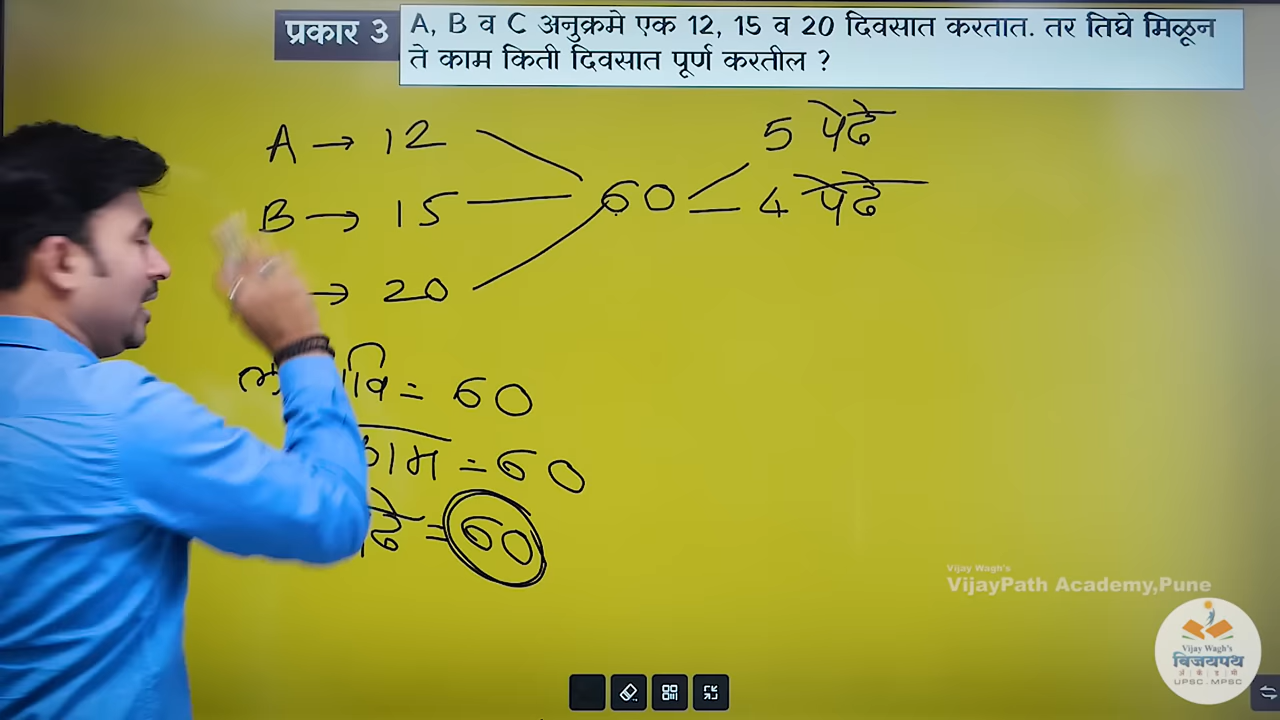 प्रकार 3
A, B व C अनुक्रमे एक 12, 15 व 20 दिवसात करतात. तर तिघे मिळून
ते काम किती दिवसात पूर्ण करतील ?
A → 12
B → 15
→ 20
60
5 पेढे
4 पेढे
= 60
काम = 60
= 60
Vijay Wagh's
VijayPath Academy,Pune
Vijay Wagh's
विजयपथ
UPSC.MPSC